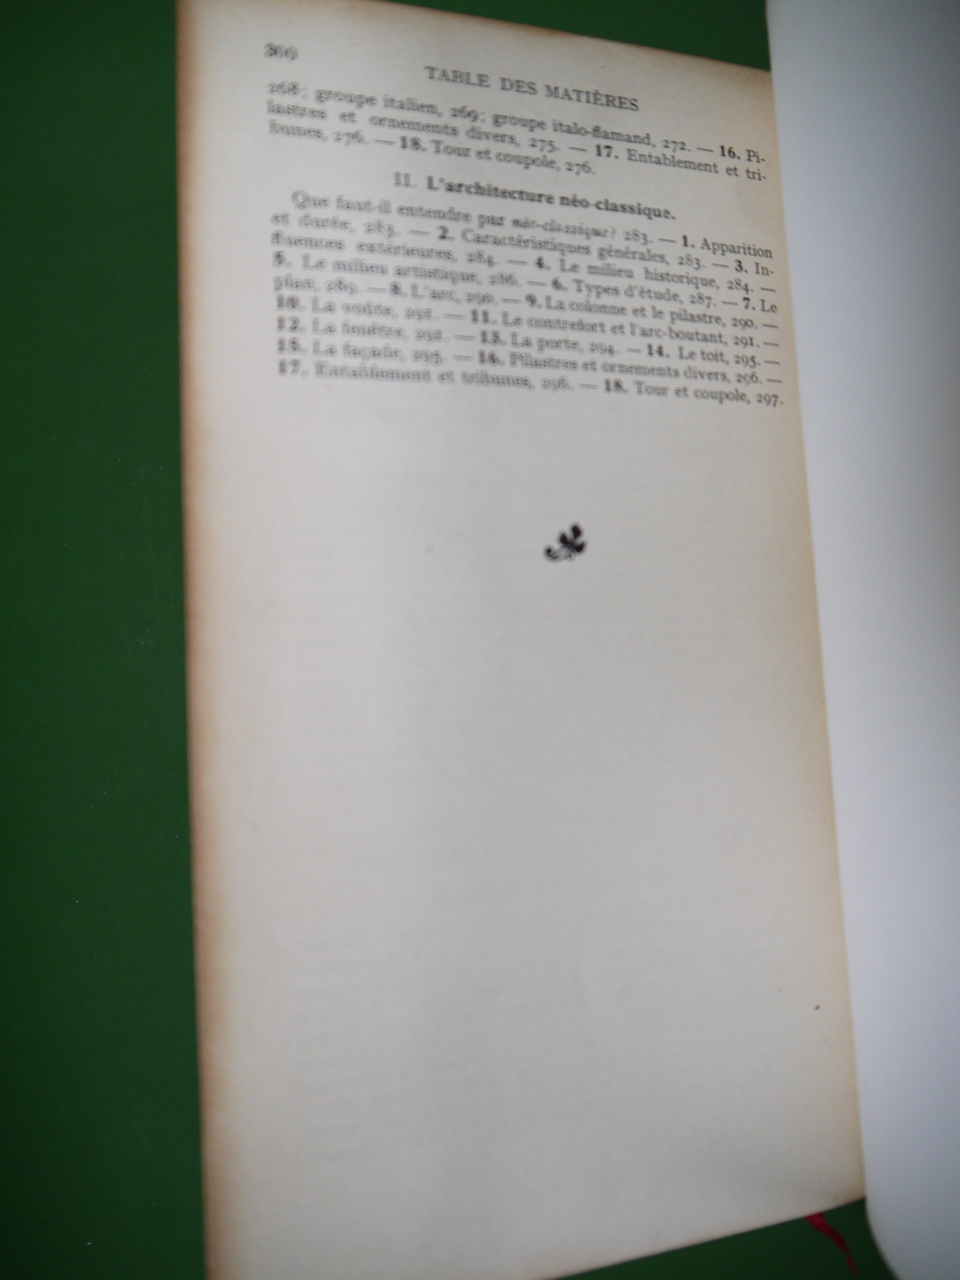 300
TABLE DES MATIÈRES
268; groupe italien, 269; groupe italo-flamand, 272. — 16. Pi-
lastres et ornements divers, 275. — 17. Entablement et tri-
bunes, 276. — 18. Tour et coupole, 276.
II. L'architecture néo-classique.
Que faut-il entendre par néo-classique? 283. — 1. Apparition
et durée, 283. — 2. Caractéristiques générales, 283. — 3. In-
fluences extérieures, 284. — 4. Le milieu historique, 284. —
5. Le milieu artistique, 286. — 6. Types d'étude, 287. — 7. Le
plan, 289. — 8. L'arc, 290. — 9. La colonne et le pilastre, 290. —
10. La voûte, 291. — 11. Le contrefort et l'arc-boutant, 291. —
12. La fenêtre, 292. — 13. La porte, 294. — 14. Le toit, 295. —
15. La façade, 295. — 16. Pilastres et ornements divers, 296. —
17. Entablement et tribunes, 296. — 18. Tour et coupole, 297.